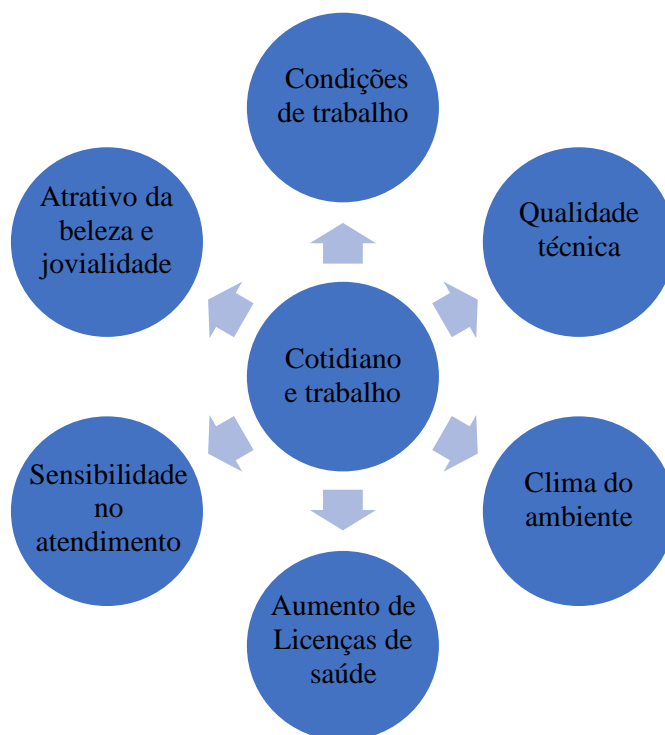 Condições
de trabalho
Atrativo da
beleza e
jovialidade
Qualidade
técnica
Cotidiano
e trabalho
Sensibilidade
no
atendimento
Clima do
ambiente
Aumento de
Licenças de
saúde